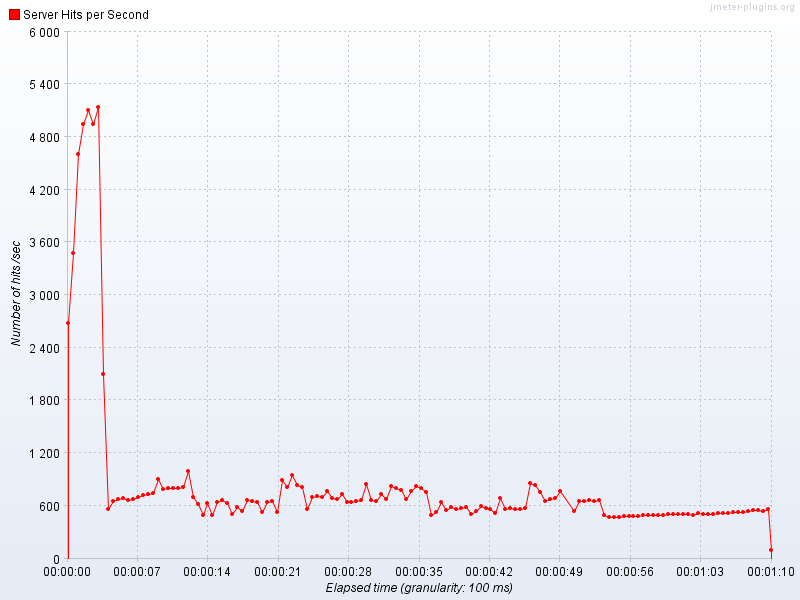 jmeter-plugins.org
Server Hits per Second
6 000
5 400
4 800
4 200
3 600
3 000
2 400
1 800
1 200
600
0
Number of hits /sec
00:00:00 00:00:07 00:00:14 00:00:21 00:00:28 00:00:35 00:00:42 00:00:49 00:00:56 00:01:03 00:01:10
Elapsed time (granularity: 100 ms)